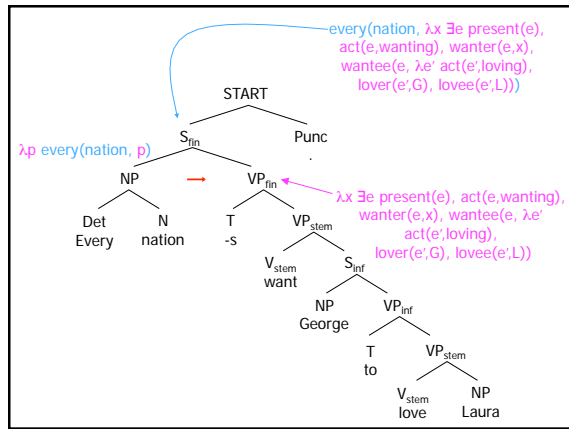 every(nation, λx ∃e present(e),
act(e,wanting), wanter(e,x),
wantee(e, λe' act(e',loving),
lover(e',G), lovee(e',L)))
START
λp every(nation, p)
S_fin
Punc
.
NP
→
VP_fin
λx ∃e present(e), act(e,wanting),
wanter(e,x), wantee(e, λe'
act(e',loving),
lover(e',G), lovee(e',L))
Det
N
T
VP_stem
Every
nation
-s
V_stem
S_inf
want
NP
VP_inf
George
T
VP_stem
to
V_stem
NP
love
Laura